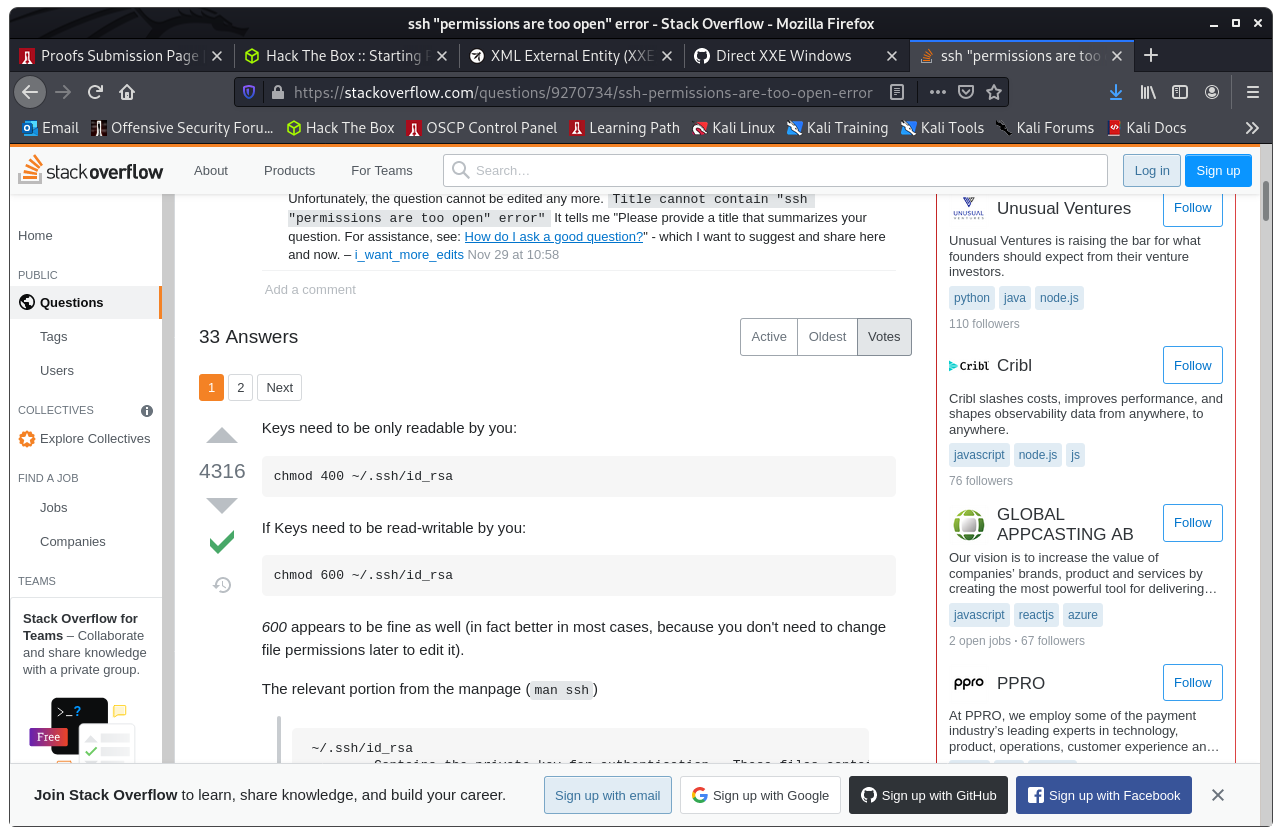 ssh "permissions are too open" error - Stack Overflow - Mozilla Firefox
Proofs Submission Page
Hack The Box :: Starting P
XML External Entity (XXE
Direct XXE Windows
ssh "permissions are too
https://stackoverflow.com/questions/9270734/ssh-permissions-are-too-open-error
Email
Offensive Security Foru...
Hack The Box
OSCP Control Panel
Learning Path
Kali Linux
Kali Training
Kali Tools
Kali Forums
Kali Docs
stackoverflow
About
Products
For Teams
Search…
Log in
Sign up
Home
PUBLIC
Questions
Tags
Users
COLLECTIVES
Explore Collectives
FIND A JOB
Jobs
Companies
TEAMS
Stack Overflow for
Teams – Collaborate
and share knowledge
with a private group.
>_?
Free
Unfortunately, the question cannot be edited any more. Title cannot contain "ssh
"permissions are too open" error" It tells me "Please provide a title that summarizes your
question. For assistance, see: How do I ask a good question?" - which I want to suggest and share here
and now. – i_want_more_edits Nov 29 at 10:58
Add a comment
33 Answers
Active
Oldest
Votes
1
2
Next
4316
Keys need to be only readable by you:
chmod 400 ~/.ssh/id_rsa
If Keys need to be read-writable by you:
chmod 600 ~/.ssh/id_rsa
600 appears to be fine as well (in fact better in most cases, because you don't need to change
file permissions later to edit it).
The relevant portion from the manpage (man ssh)
~/.ssh/id_rsa
UNUSUAL
VENTURES
Unusual Ventures
Follow
Unusual Ventures is raising the bar for what
founders should expect from their venture
investors.
python java node.js
110 followers
Cribl
Cribl
Follow
Cribl slashes costs, improves performance, and
shapes observability data from anywhere, to
anywhere.
javascript node.js js
76 followers
GLOBAL
APPCASTING AB
Follow
Our vision is to increase the value of
companies' brands, product and services by
creating the most powerful tool for delivering…
javascript reactjs azure
2 open jobs · 67 followers
ppro
PPRO
Follow
At PPRO, we employ some of the payment
industry's leading experts in technology,
product, operations, customer experience an…
Join Stack Overflow to learn, share knowledge, and build your career.
Sign up with email
Sign up with Google
Sign up with GitHub
Sign up with Facebook